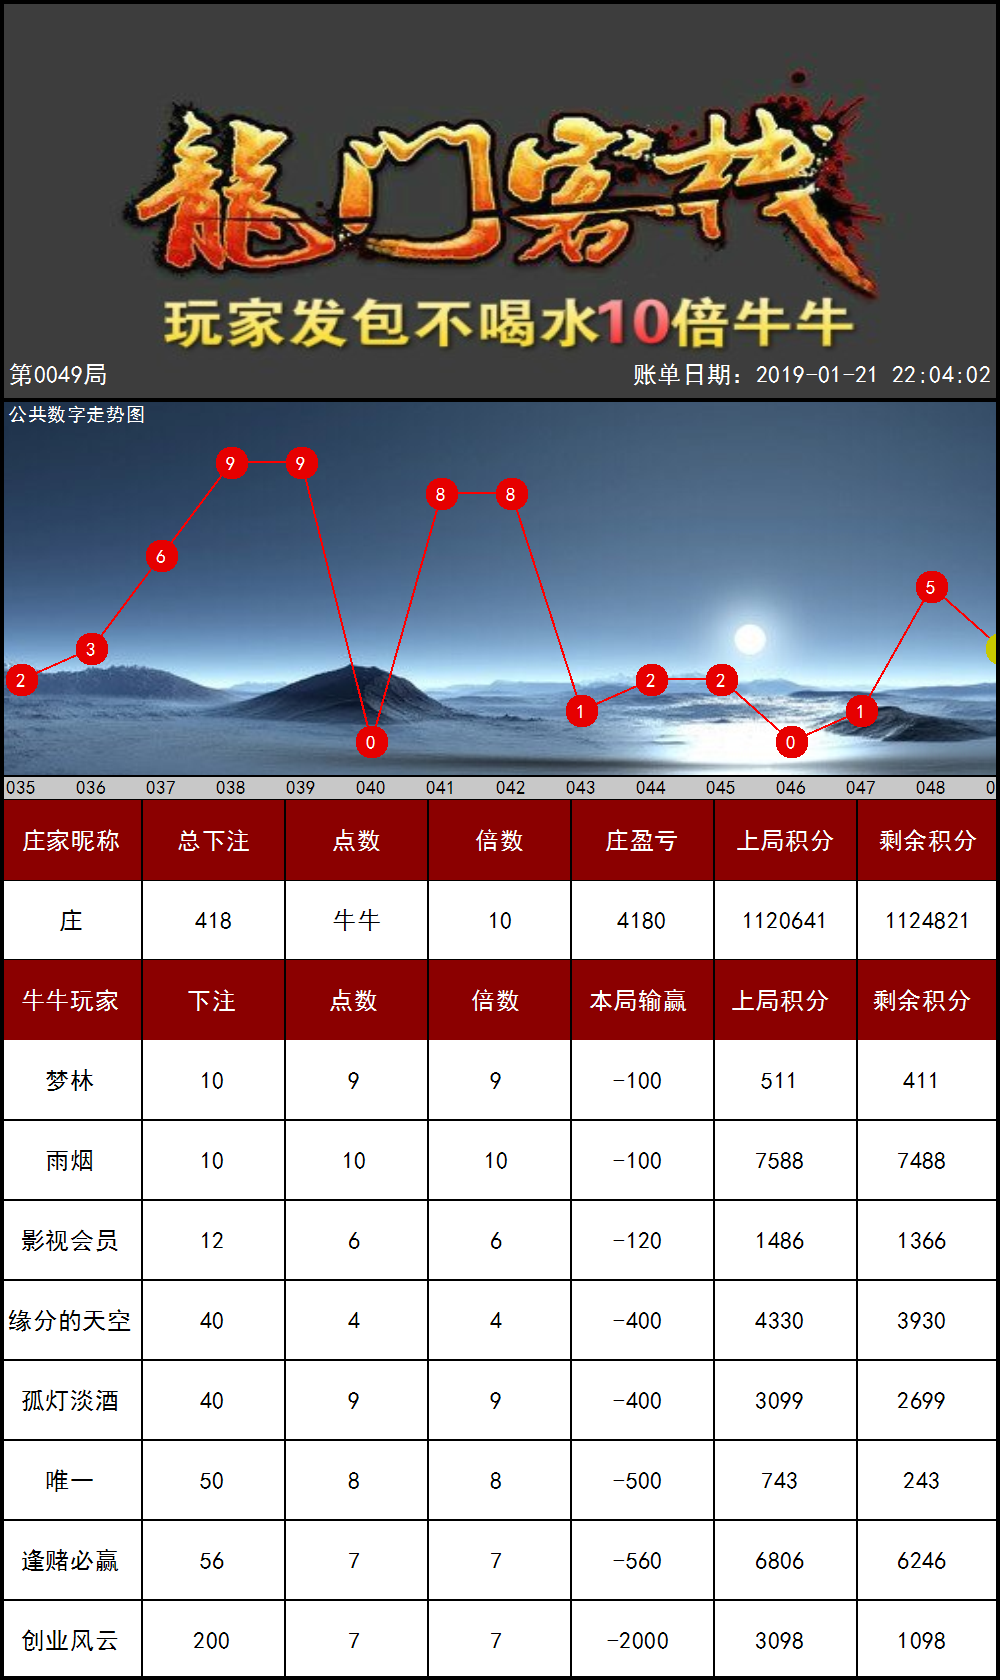 龍门客栈
玩家发包不喝水10倍牛牛
第0049局 账单日期：2019-01-21 22:04:02
公共数字走势图
9 9
8 8
6
5
3
2 2 2
1 1
0 0
035 036 037 038 039 040 041 042 043 044 045 046 047 048 0
庄家昵称 总下注 点数 倍数 庄盈亏 上局积分 剩余积分
庄 418 牛牛 10 4180 1120641 1124821
牛牛玩家 下注 点数 倍数 本局输赢 上局积分 剩余积分
梦林 10 9 9 -100 511 411
雨烟 10 10 10 -100 7588 7488
影视会员 12 6 6 -120 1486 1366
缘分的天空 40 4 4 -400 4330 3930
孤灯淡酒 40 9 9 -400 3099 2699
唯一 50 8 8 -500 743 243
逢赌必赢 56 7 7 -560 6806 6246
创业风云 200 7 7 -2000 3098 1098